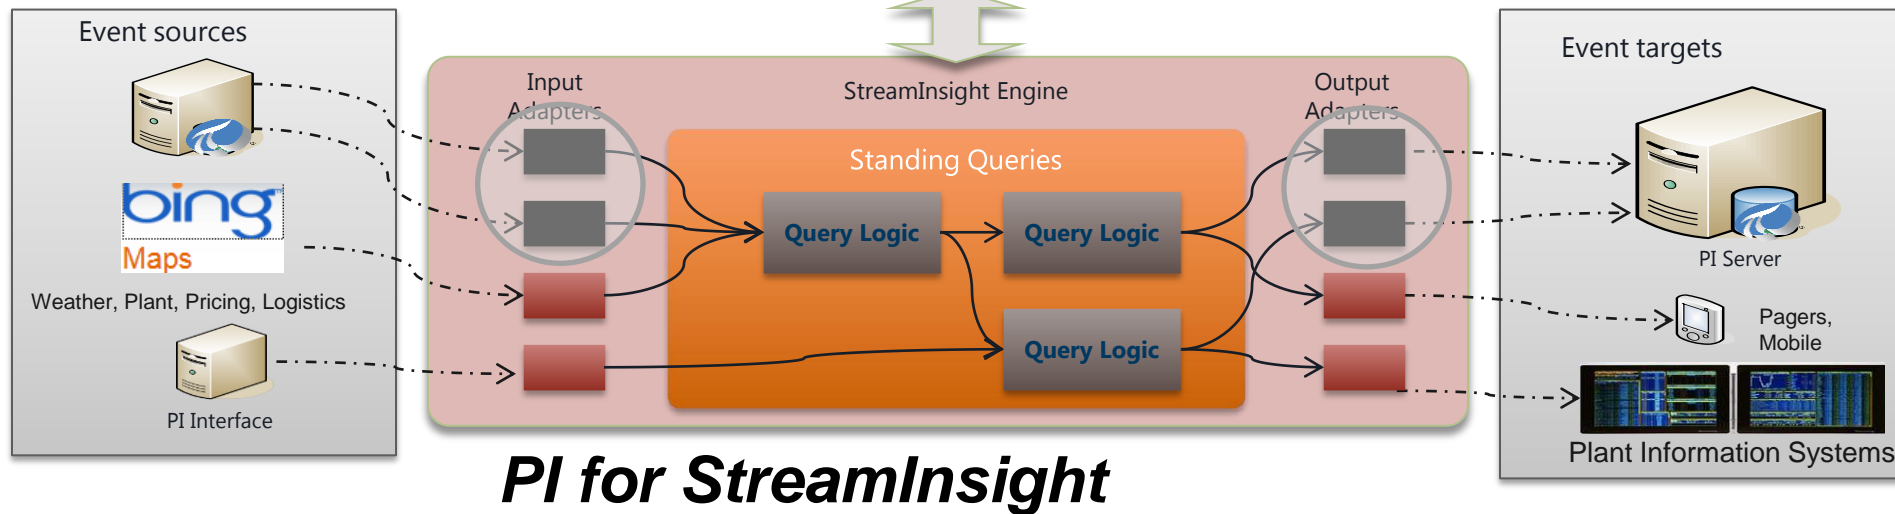 Event sources
bing
Maps
Weather, Plant, Pricing, Logistics
PI Interface
Input
Adapters
StreamInsight Engine
Standing Queries
Query Logic
Query Logic
Query Logic
Output
Adapters
Event targets
PI Server
Pagers,
Mobile
Plant Information Systems
PI for StreamInsight